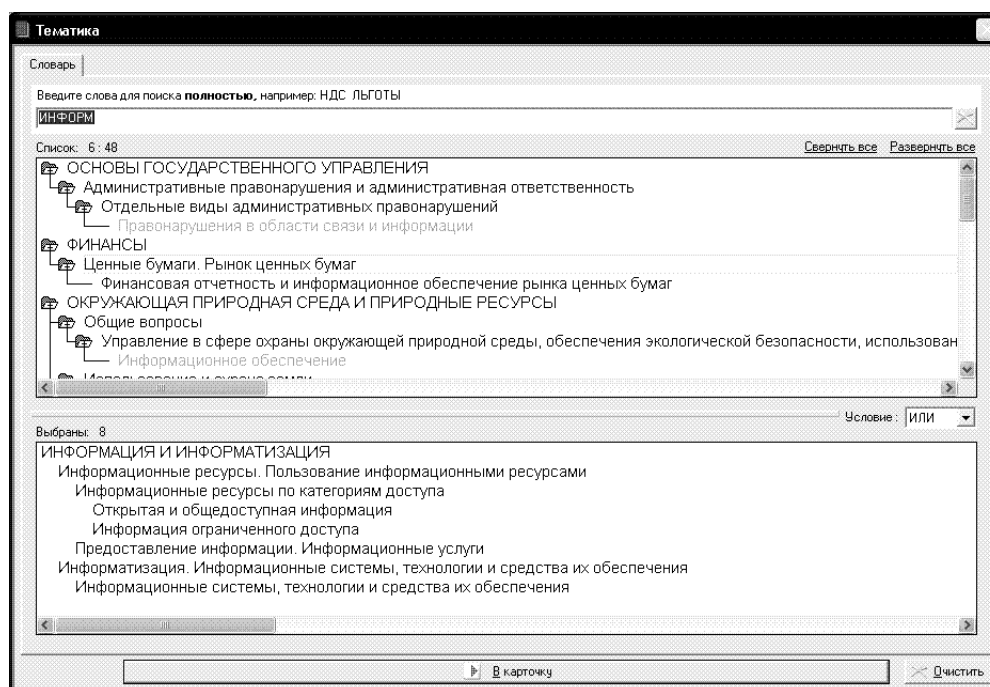 Тематика
Словарь
Введите слова для поиска полностью, например: НДС ЛЬГОТЫ
ИНФОРМ
Список: 6 : 48 Свернуть все Развернуть все
ОСНОВЫ ГОСУДАРСТВЕННОГО УПРАВЛЕНИЯ
Административные правонарушения и административная ответственность
Отдельные виды административных правонарушений
Правонарушения в области связи и информации
ФИНАНСЫ
Ценные бумаги. Рынок ценных бумаг
Финансовая отчетность и информационное обеспечение рынка ценных бумаг
ОКРУЖАЮЩАЯ ПРИРОДНАЯ СРЕДА И ПРИРОДНЫЕ РЕСУРСЫ
Общие вопросы
Управление в сфере охраны окружающей природной среды, обеспечения экологической безопасности, использован
Информационное обеспечение
Использование и охрана земли
Условие : ИЛИ
Выбраны: 8
ИНФОРМАЦИЯ И ИНФОРМАТИЗАЦИЯ
Информационные ресурсы. Пользование информационными ресурсами
Информационные ресурсы по категориям доступа
Открытая и общедоступная информация
Информация ограниченного доступа
Предоставление информации. Информационные услуги
Информатизация. Информационные системы, технологии и средства их обеспечения
Информационные системы, технологии и средства их обеспечения
В карточку Очистить